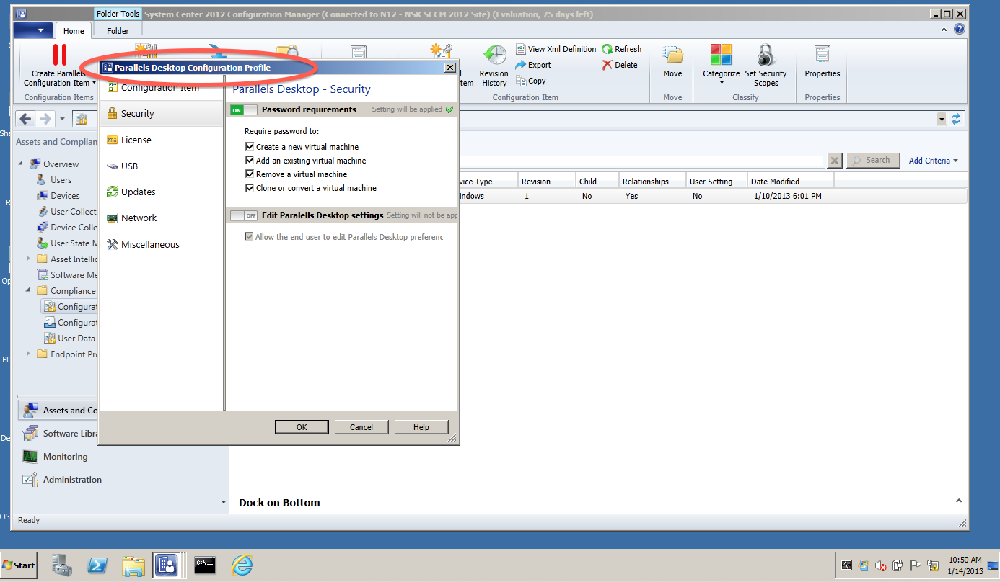 Folder Tools
System Center 2012 Configuration Manager (Connected to N12 - NSK SCCM 2012 Site) (Evaluation, 75 days left)
Home
Folder
Create Parallels
Configuration Item
Configuration Items
Revision
History
View Xml Definition
Export
Copy
Refresh
Delete
Configuration Item
Move
Move
Categorize
Set Security
Scopes
Classify
Properties
Properties
Parallels Desktop Configuration Profile
Configuration Item
Security
License
USB
Updates
Network
Miscellaneous
Parallels Desktop - Security
ON
Password requirements
Setting will be applied
Require password to:
Create a new virtual machine
Add an existing virtual machine
Remove a virtual machine
Clone or convert a virtual machine
OFF
Edit Paralells Desktop settings
Setting will not be app
Allow the end user to edit Parallels Desktop preferenc
OK
Cancel
Help
Assets and Complian
Overview
Users
Devices
User Collecti
Device Colle
User State M
Asset Intellig
Software Me
Compliance
Configurat
Configurat
User Data
Endpoint Pro
Assets and Co
Software Libra
Monitoring
Administration
Search
Add Criteria
vice Type
Revision
Child
Relationships
User Setting
Date Modified
indows
1
No
Yes
No
1/10/2013 6:01 PM
Dock on Bottom
Ready
Start
10:50 AM
1/14/2013